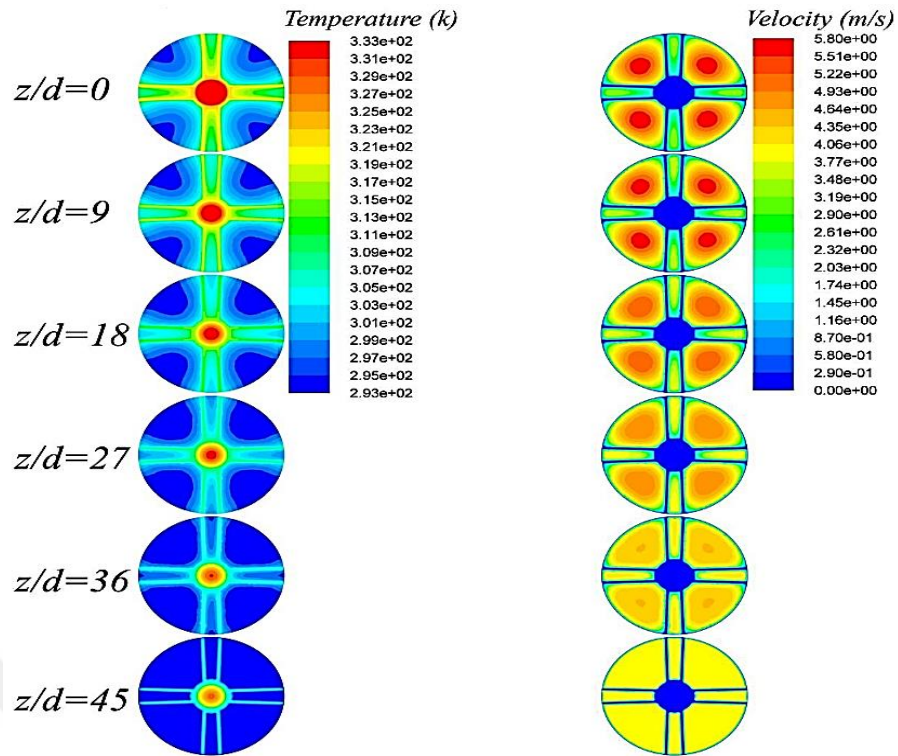 Temperature (k)
3.33e+02
3.31e+02
3.29e+02
3.27e+02
3.25e+02
3.23e+02
3.21e+02
3.19e+02
3.17e+02
3.15e+02
3.13e+02
3.11e+02
3.09e+02
3.07e+02
3.05e+02
3.03e+02
3.01e+02
2.99e+02
2.97e+02
2.95e+02
2.93e+02
Velocity (m/s)
5.80e+00
5.51e+00
5.22e+00
4.93e+00
4.64e+00
4.35e+00
4.06e+00
3.77e+00
3.48e+00
3.19e+00
2.90e+00
2.61e+00
2.32e+00
2.03e+00
1.74e+00
1.45e+00
1.16e+00
8.70e-01
5.80e-01
2.90e-01
0.00e+00
z/d=0
z/d=9
z/d=18
z/d=27
z/d=36
z/d=45